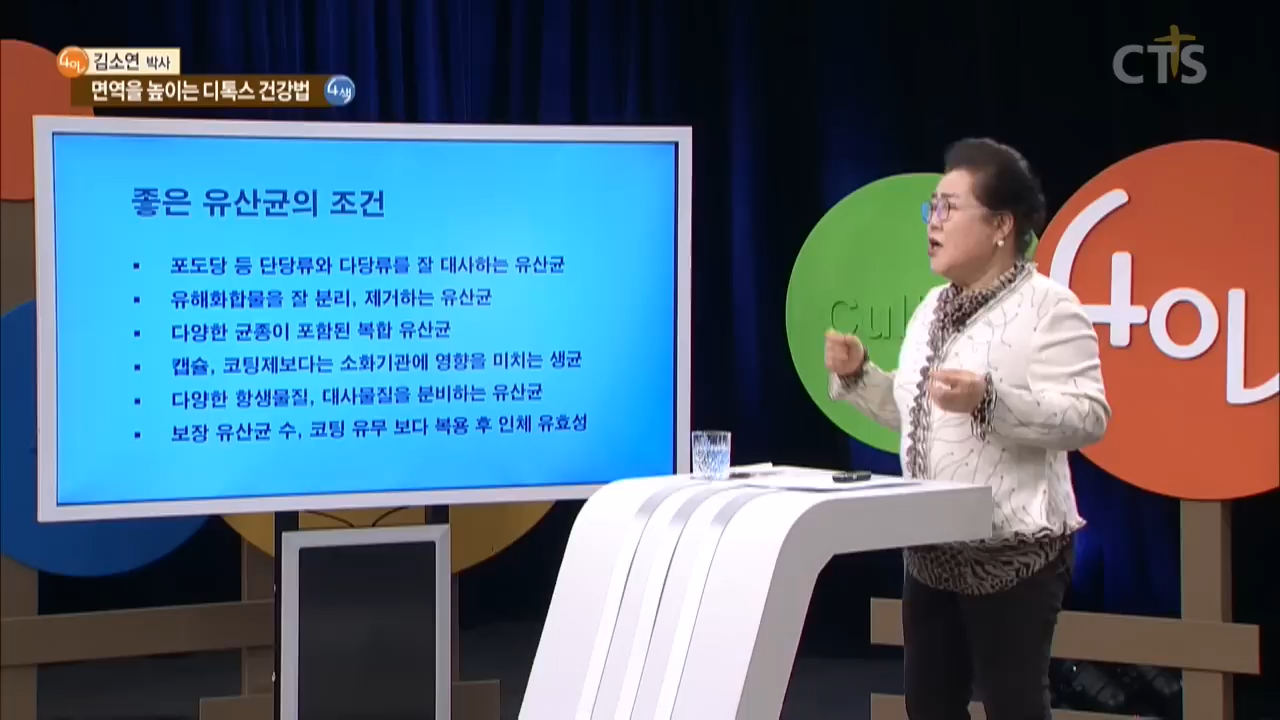 4인
김소연 박사
면역을 높이는 디톡스 건강법
4색
CTS
좋은 유산균의 조건
▪ 포도당 등 단당류와 다당류를 잘 대사하는 유산균
▪ 유해화합물을 잘 분리, 제거하는 유산균
▪ 다양한 균종이 포함된 복합 유산균
▪ 캡슐, 코팅제보다는 소화기관에 영향을 미치는 생균
▪ 다양한 항생물질, 대사물질을 분비하는 유산균
▪ 보장 유산균 수, 코팅 유무 보다 복용 후 인체 유효성
Cul
4인